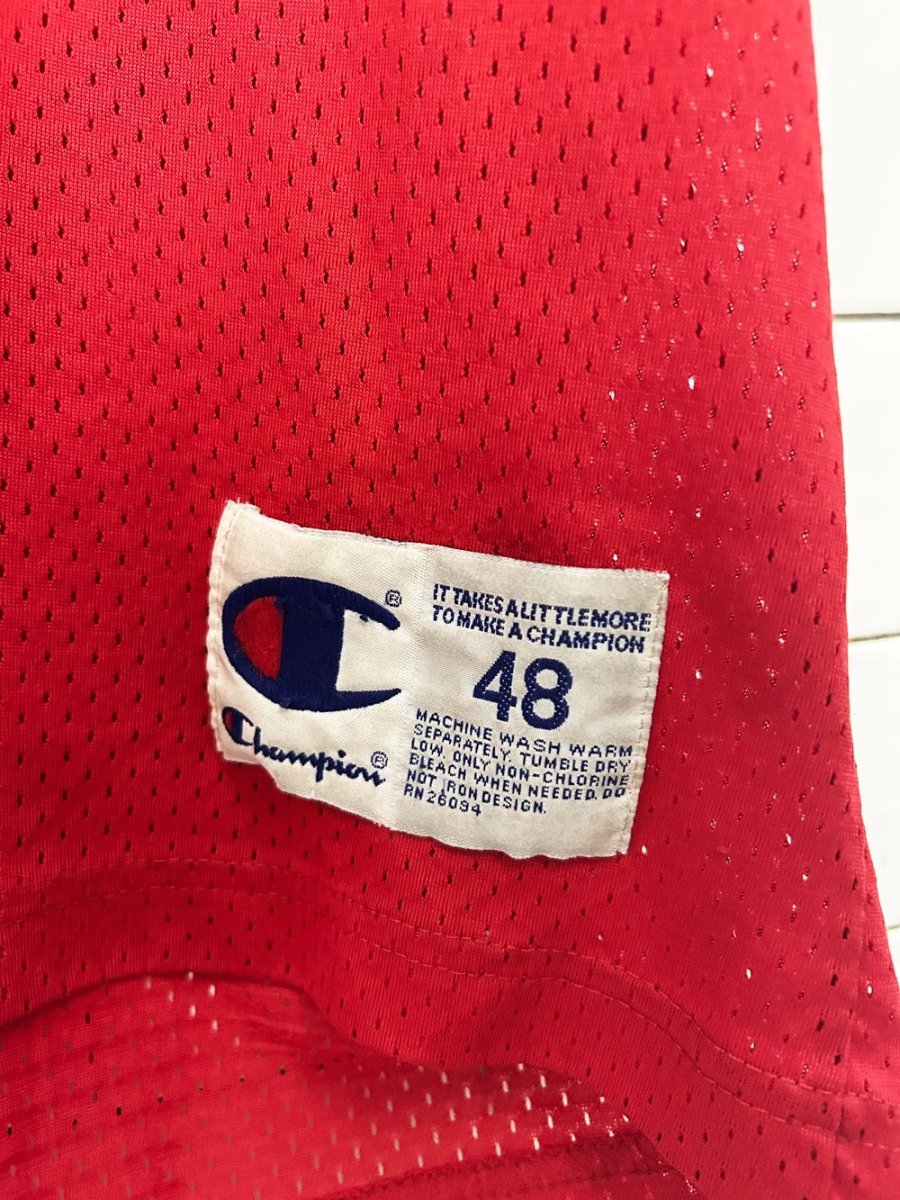 ®
IT TAKES A LITTLE MORE
TO MAKE A CHAMPION
48
Champion®
MACHINE WASH WARM
SEPARATELY. TUMBLE DRY
LOW. ONLY NON-CHLORINE
BLEACH WHEN NEEDED. DO
NOT IRON DESIGN.
RN 26094